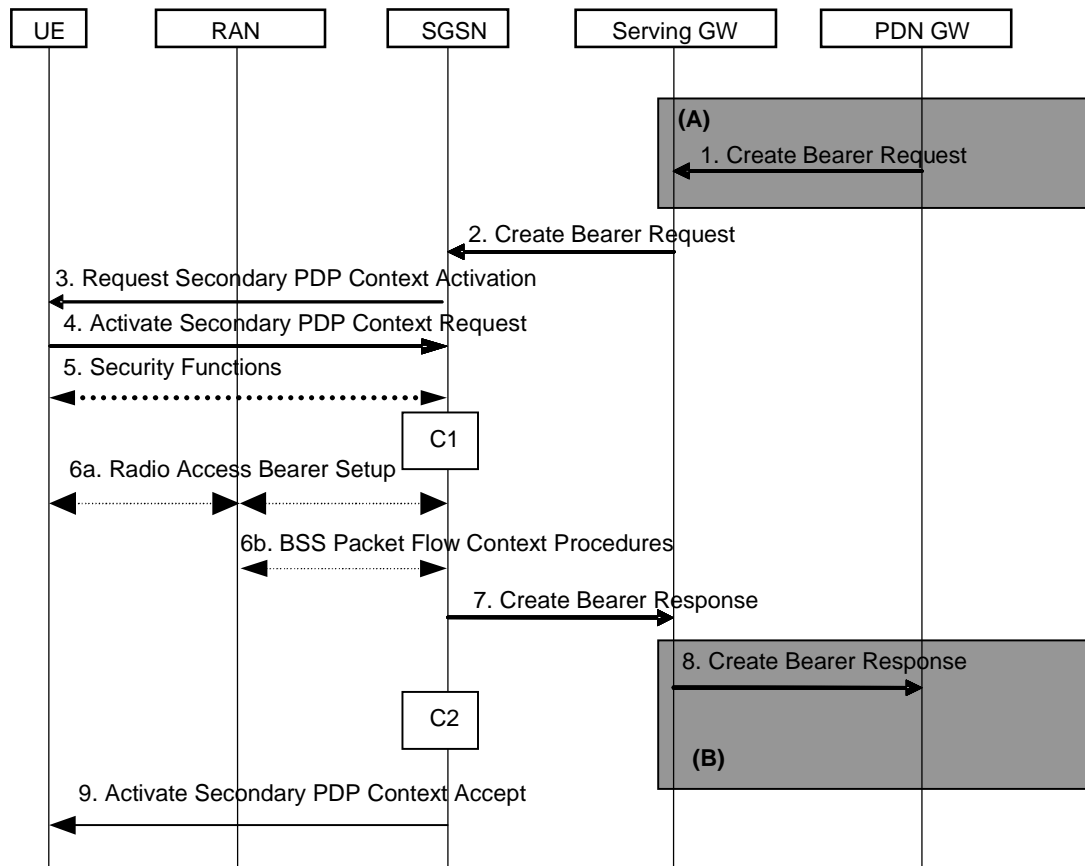 UE
RAN
SGSN
Serving GW
PDN GW
(A)
1. Create Bearer Request
2. Create Bearer Request
3. Request Secondary PDP Context Activation
4. Activate Secondary PDP Context Request
5. Security Functions
C1
6a. Radio Access Bearer Setup
6b. BSS Packet Flow Context Procedures
7. Create Bearer Response
8. Create Bearer Response
C2
(B)
9. Activate Secondary PDP Context Accept